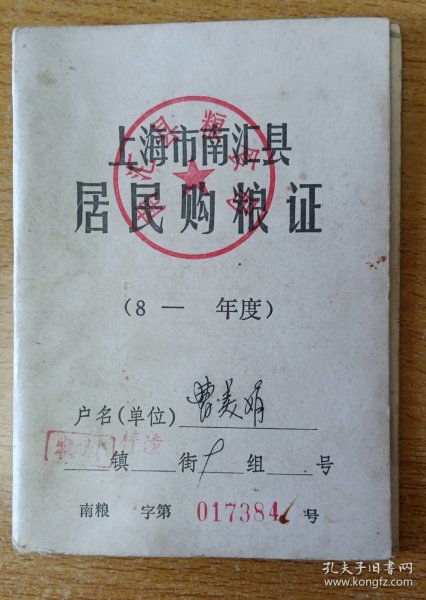 上海市南汇县
居民购粮证
(8 — 年度)
户名(单位) 曹美娟
镇 街 组 号
南粮 字第 017384 号
孔夫子旧书网
www.kongfz.com